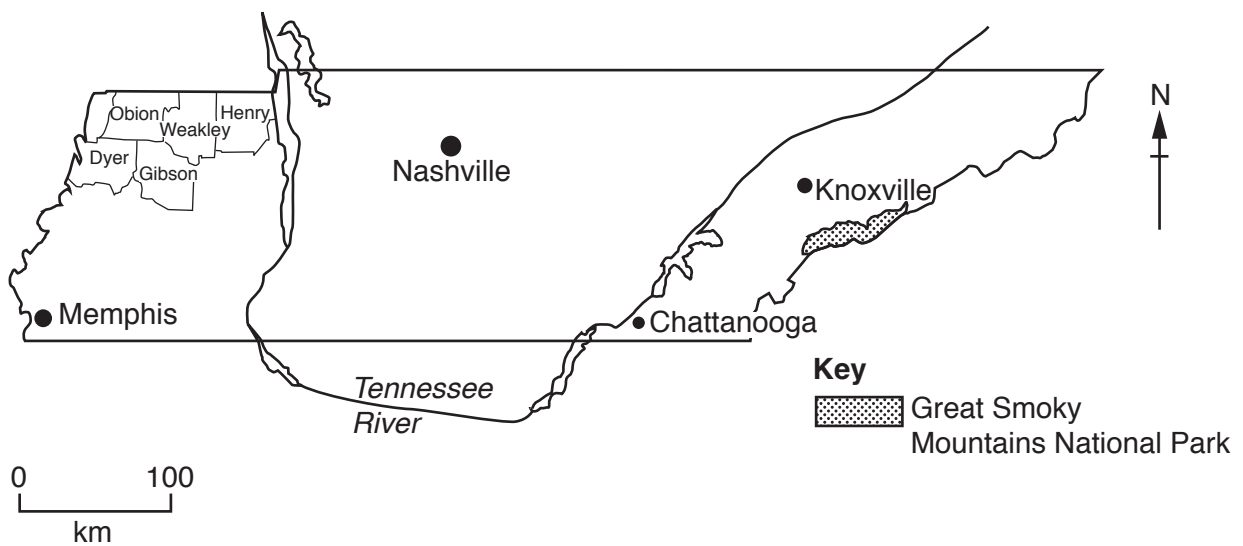 N
Obion
Henry
Weakley
Dyer
Gibson
Nashville
Knoxville
Memphis
Chattanooga
Tennessee
River
Key
Great Smoky
Mountains National Park
0 100
km